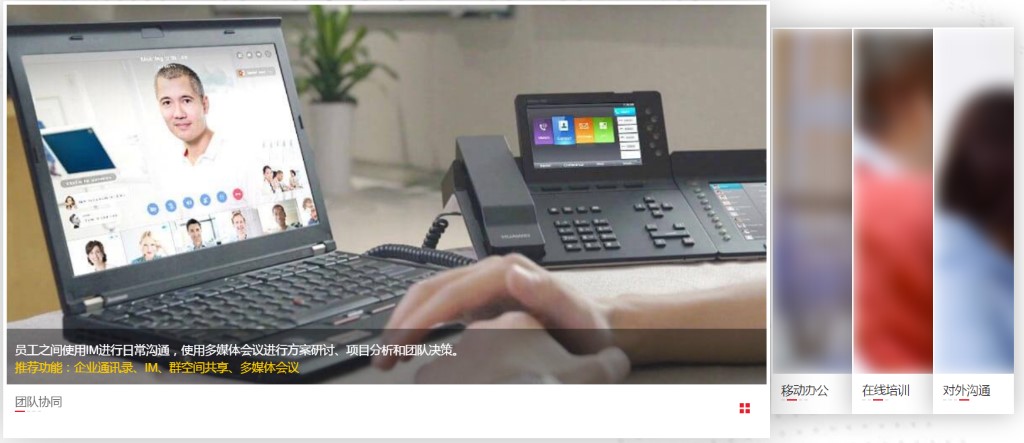 员工之间使用IM进行日常沟通，使用多媒体会议进行方案研讨、项目分析和团队决策。
推荐功能：企业通讯录、IM、群空间共享、多媒体会议
团队协同
移动办公
在线培训
对外沟通